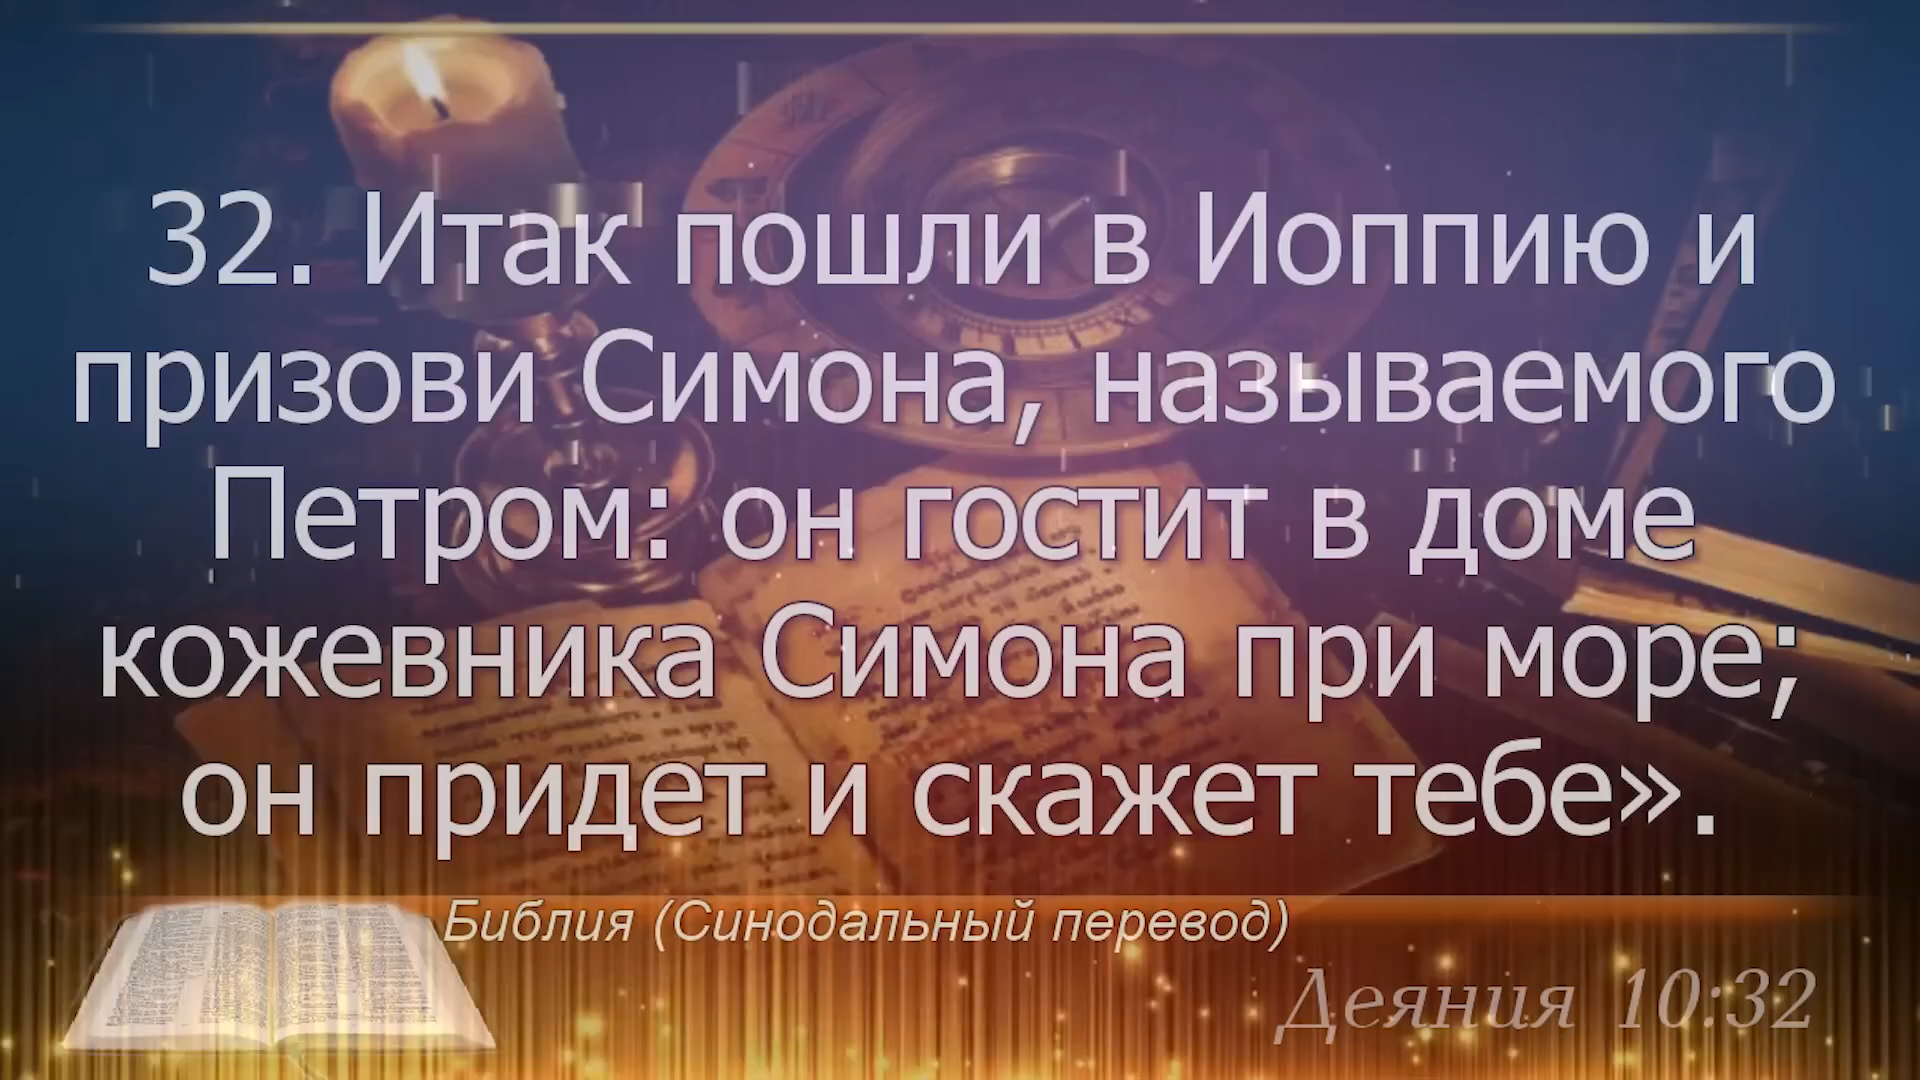 32. Итак пошли в Иоппию и
призови Симона, называемого
Петром: он гостит в доме
кожевника Симона при море;
он придет и скажет тебе».
Библия (Синодальный перевод)
Деяния 10:32